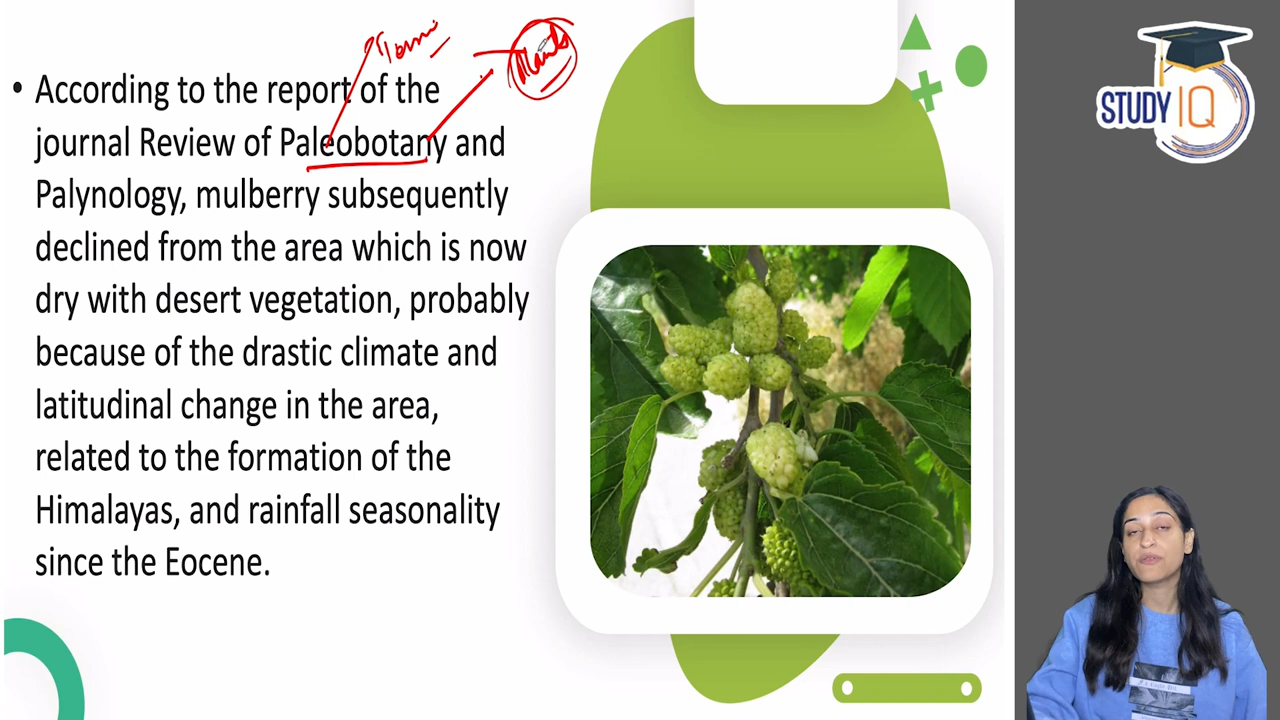 • According to the report of the
journal Review of Paleobotany and
Palynology, mulberry subsequently
declined from the area which is now
dry with desert vegetation, probably
because of the drastic climate and
latitudinal change in the area,
related to the formation of the
Himalayas, and rainfall seasonality
since the Eocene.
STUDY IQ